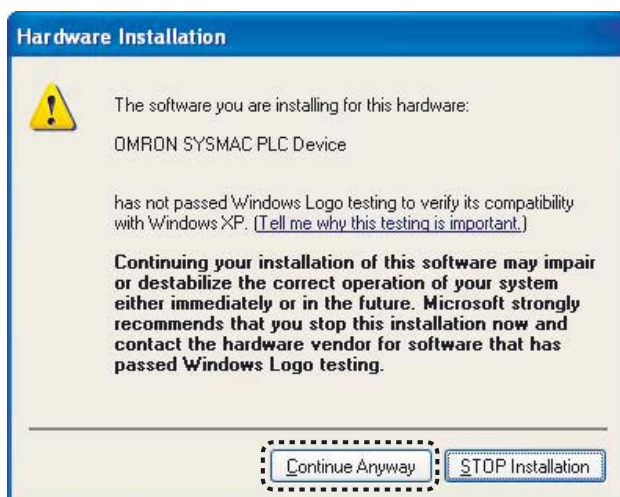 Hardware Installation
The software you are installing for this hardware:
OMRON SYSMAC PLC Device
has not passed Windows Logo testing to verify its compatibility
with Windows XP. (Tell me why this testing is important.)
Continuing your installation of this software may impair
or destabilize the correct operation of your system
either immediately or in the future. Microsoft strongly
recommends that you stop this installation now and
contact the hardware vendor for software that has
passed Windows Logo testing.
Continue Anyway
STOP Installation